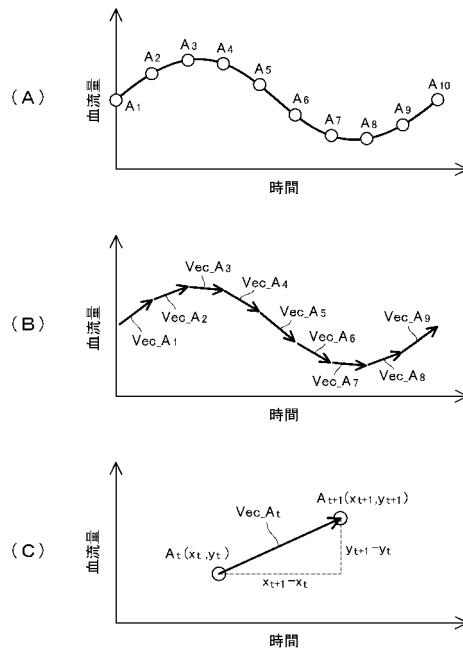 (A)
血流量
A1
A2
A3
A4
A5
A6
A7
A8
A9
A10
時間
(B)
血流量
Vec_A1
Vec_A2
Vec_A3
Vec_A4
Vec_A5
Vec_A6
Vec_A7
Vec_A8
Vec_A9
時間
(C)
血流量
At(xt,yt)
Vec_At
At+1(xt+1,yt+1)
yt+1−yt
xt+1−xt
時間